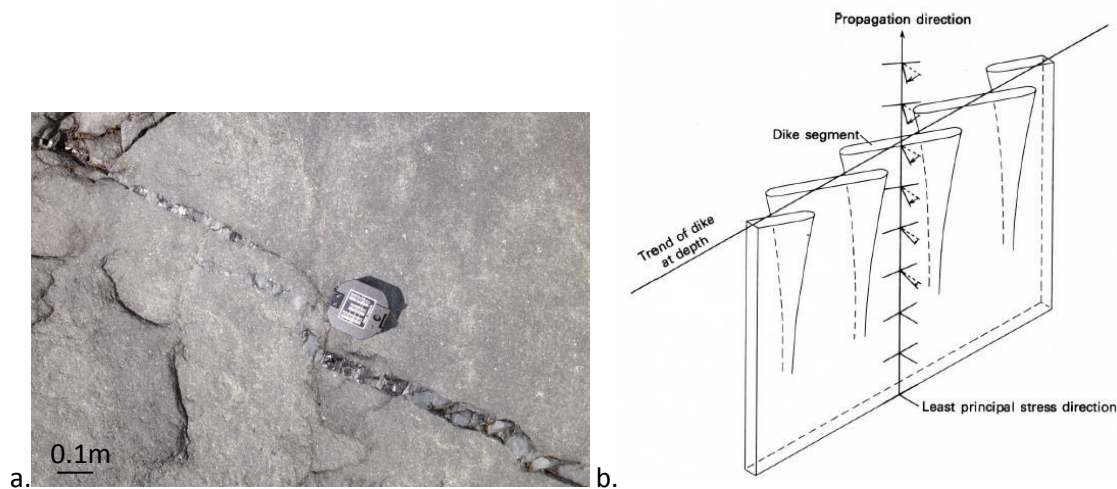 Propagation direction
Dike segment
Trend of dike
at depth
Least principal stress direction
0.1m
a.
b.